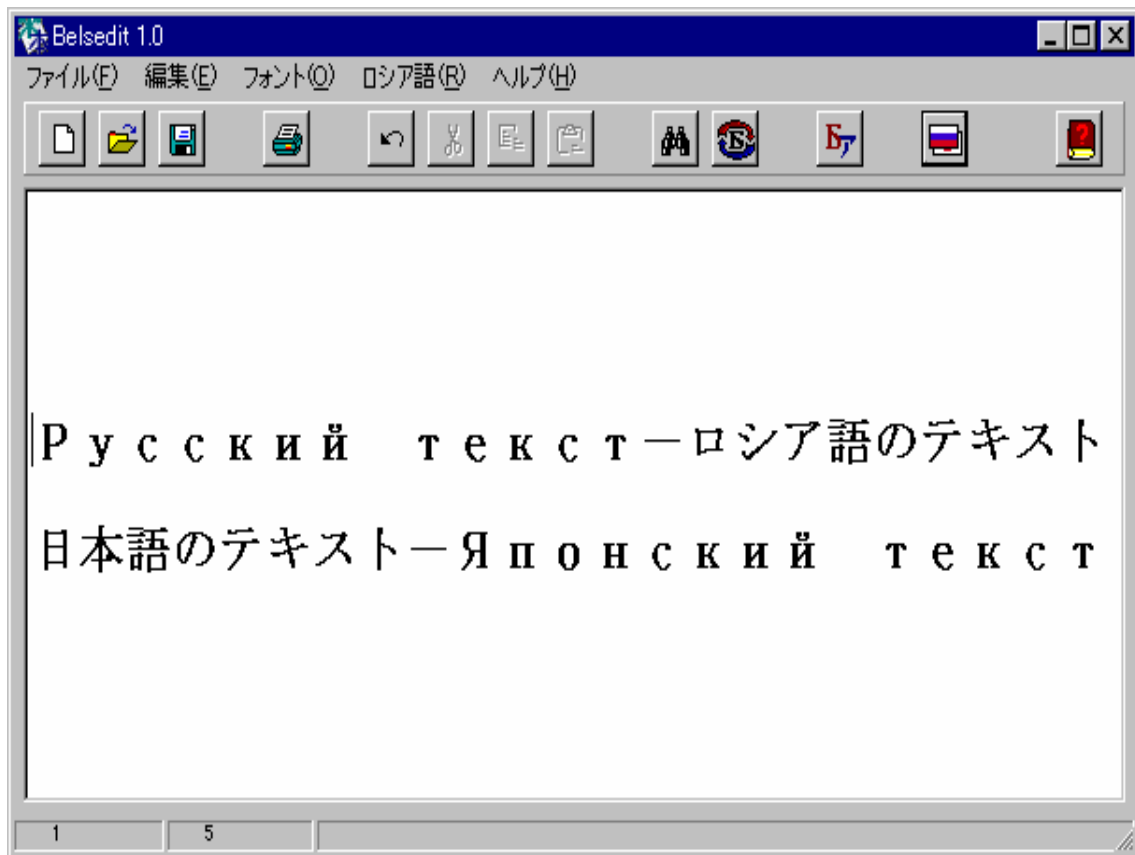 Belsedit 1.0
ファイル(F) 編集(E) フォント(O) ロシア語(R) ヘルプ(H)
Бア
Русский текст－ロシア語のテキスト
日本語のテキスト－Японский текст
1 5